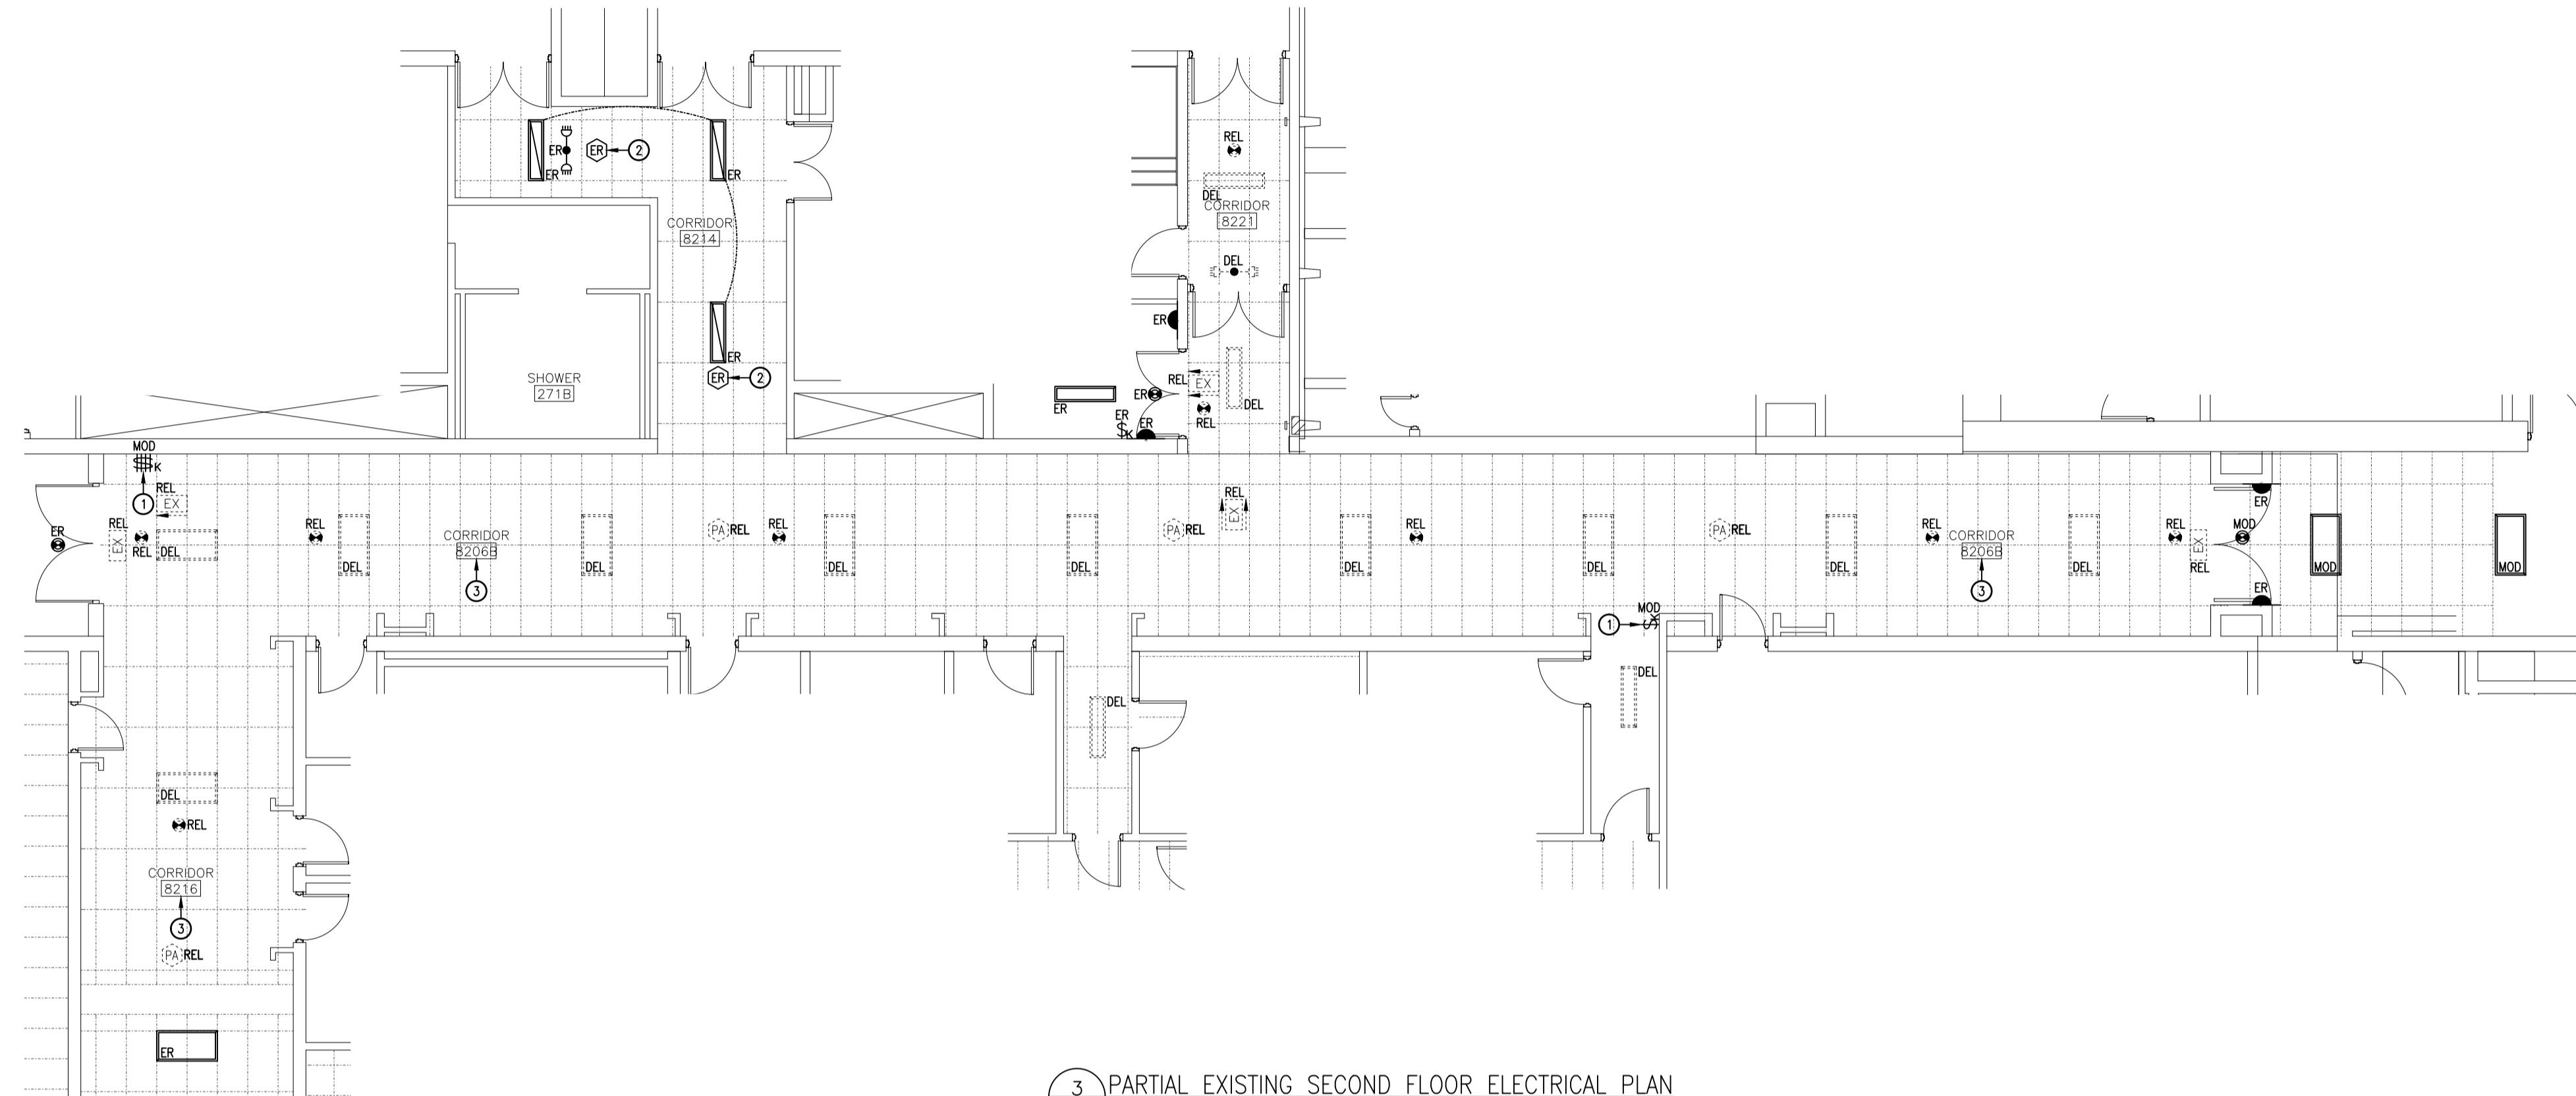 ER
ER
2
ER
ER
CORRIDOR
8214
ER
ER
2
SHOWER
271B
REL
DEL
CORRIDOR
8221
DEL
ER
REL
EX
ER
DEL
REL
ER
ER
ER
$K
MOD
$K
1
REL
EX
REL
EX
REL
DEL
ER
REL
DEL
CORRIDOR
8206B
3
DEL
PA REL
REL
DEL
DEL
PA REL
REL
EX
DEL
REL
DEL
PA REL
DEL
REL
CORRIDOR
8206B
3
DEL
REL
EX
REL
MOD
ER
ER
MOD
MOD
MOD
1
$K
DEL
DEL
DEL
REL
CORRIDOR
8216
3
PA REL
ER
3
PARTIAL EXISTING SECOND FLOOR ELECTRICAL PLAN